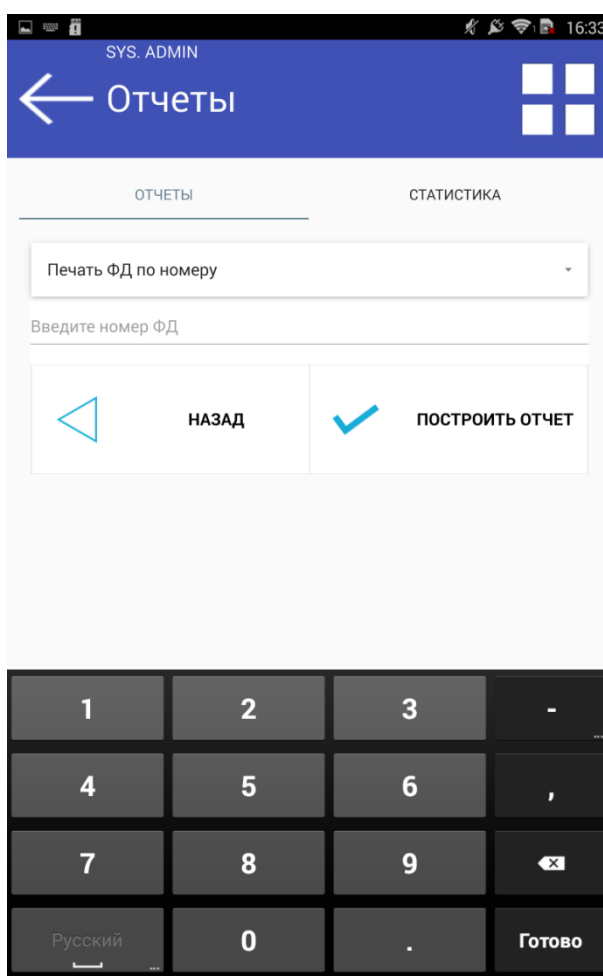 16:33
SYS. ADMIN
Отчеты
ОТЧЕТЫ
СТАТИСТИКА
Печать ФД по номеру
Введите номер ФД
НАЗАД
ПОСТРОИТЬ ОТЧЕТ
1 2 3 -
4 5 6 ,
7 8 9
Русский 0 . Готово